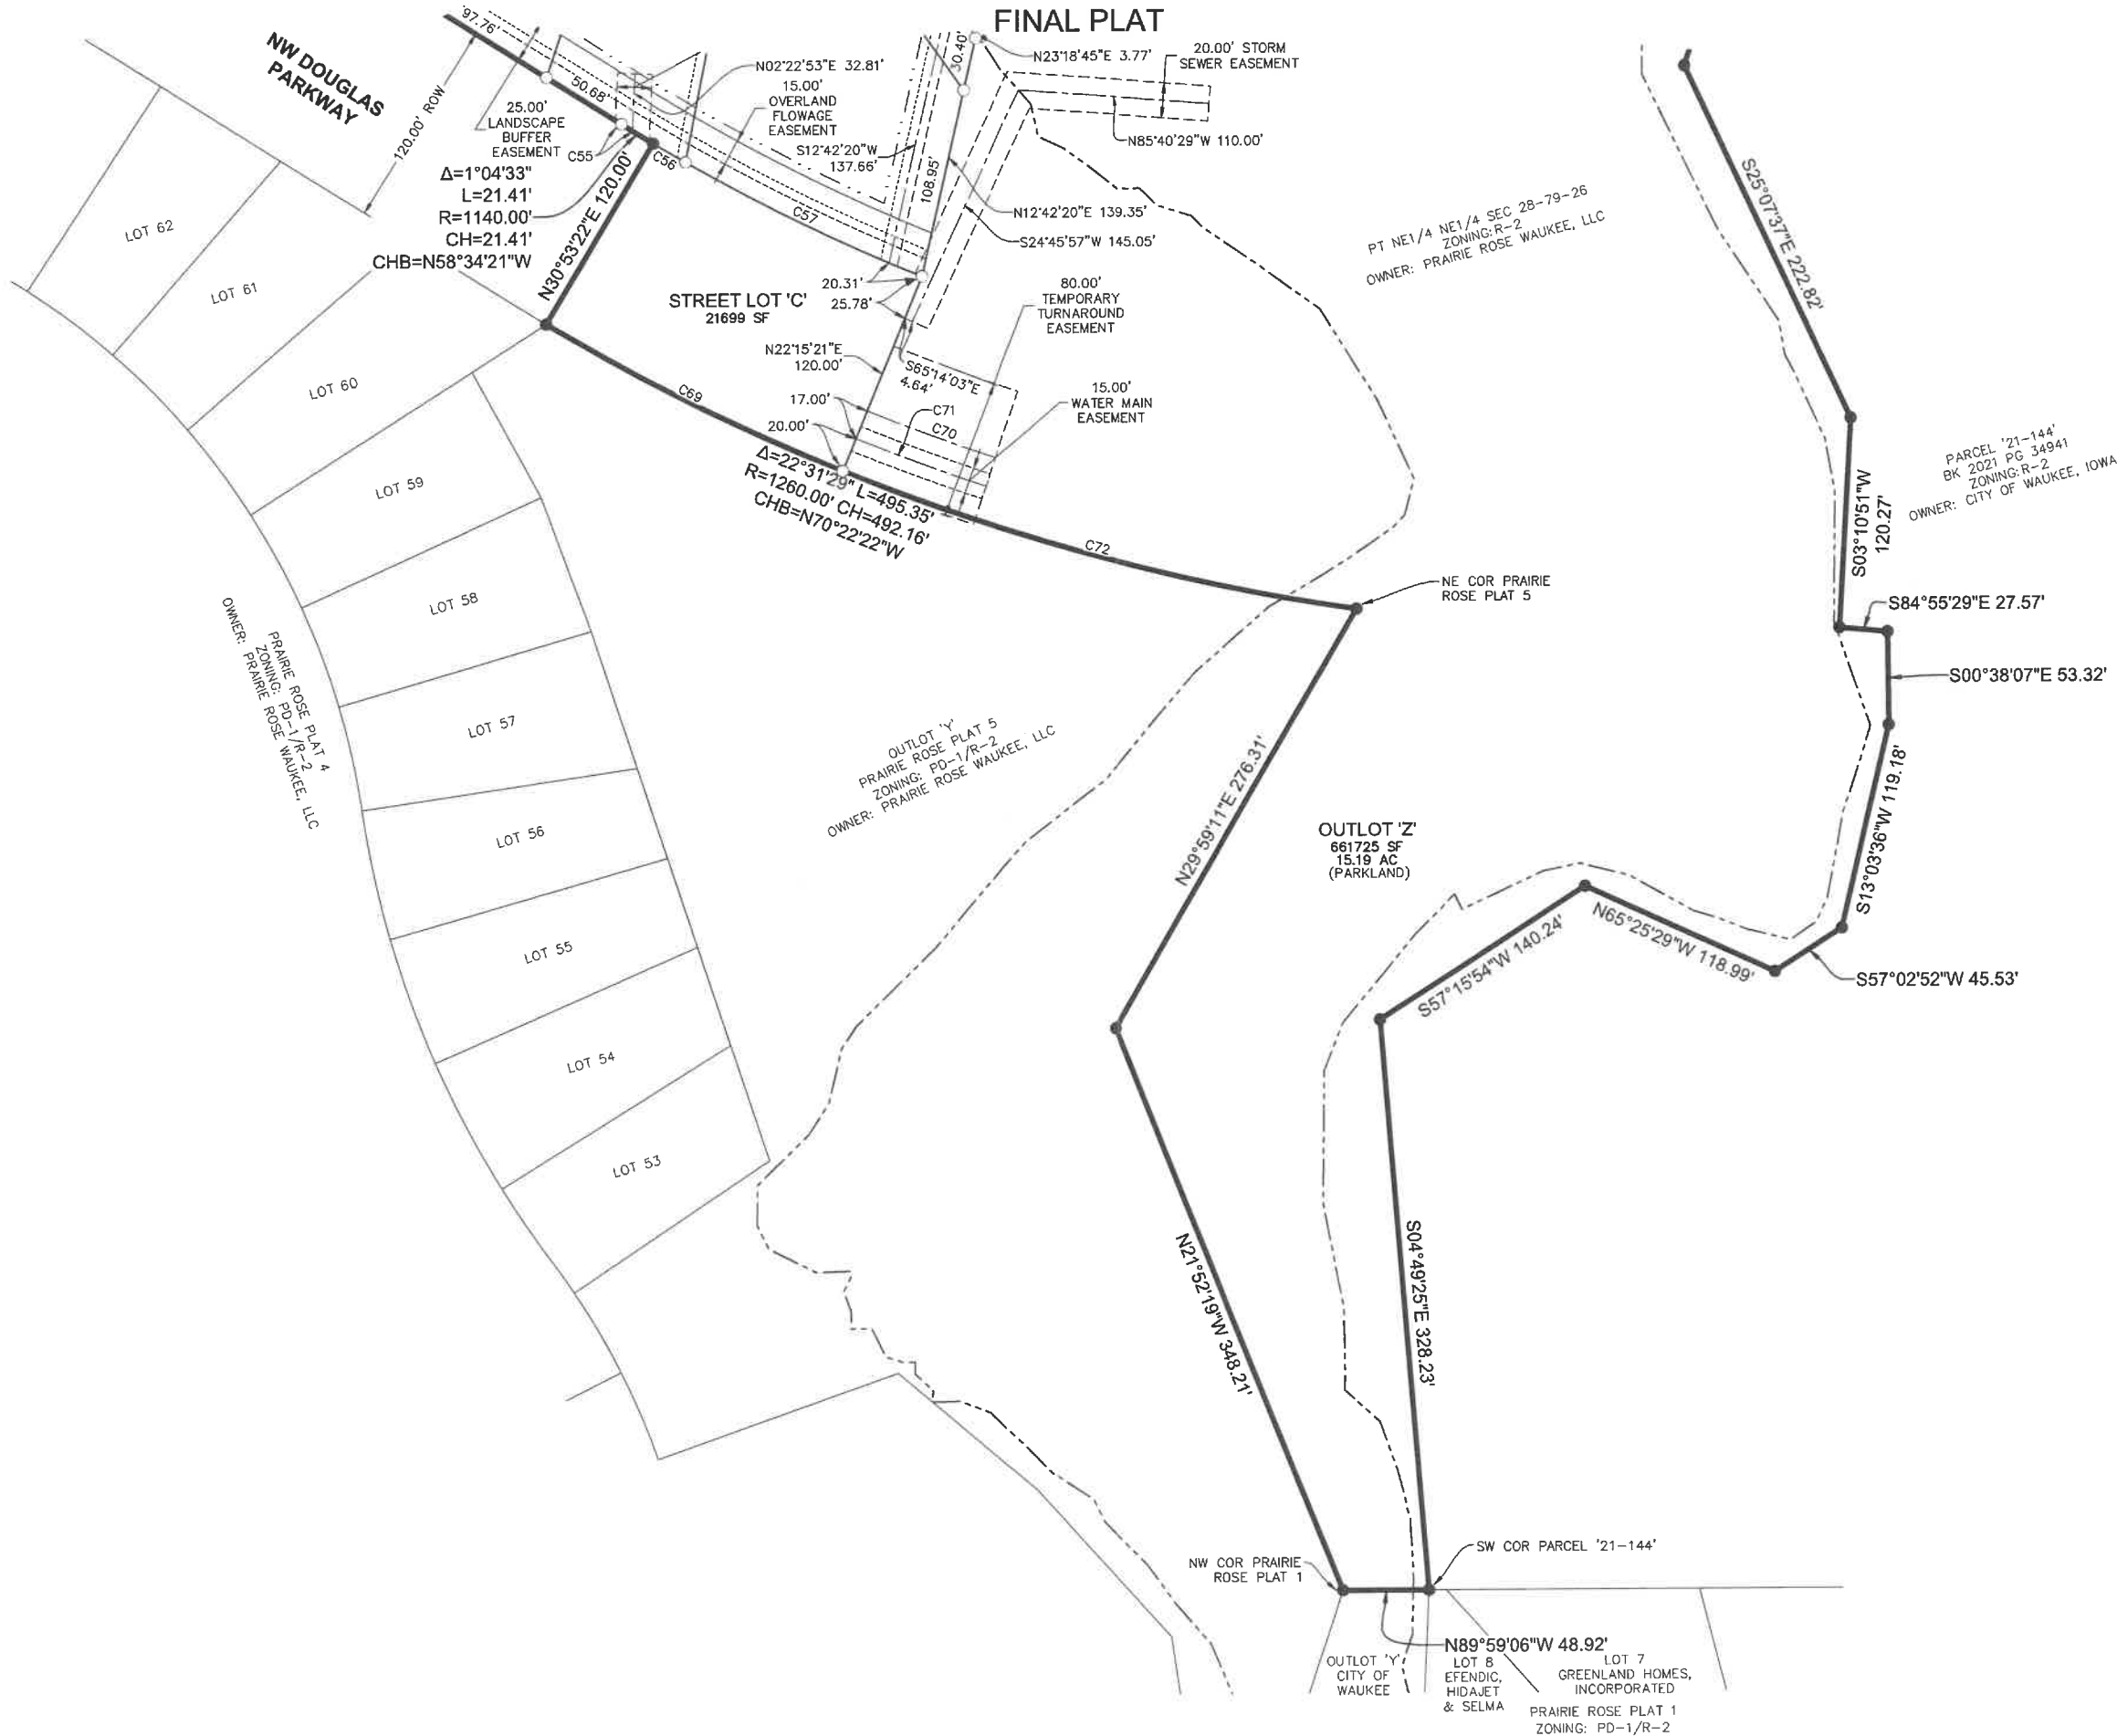 FINAL PLAT
97.76'
NW DOUGLAS
PARKWAY
120.00' ROW
50.68'
25.00'
LANDSCAPE
BUFFER
EASEMENT
C55
C56
N02°22'53"E 32.81'
15.00'
OVERLAND
FLOWAGE
EASEMENT
S12°42'20"W
137.66'
30.40'
N23°18'45"E 3.77'
20.00' STORM
SEWER EASEMENT
N85°40'29"W 110.00'
108.95'
N12°42'20"E 139.35'
S24°45'57"W 145.05'
C57
Δ=1°04'33"
L=21.41'
R=1140.00'
CH=21.41'
CHB=N58°34'21"W
N30°53'22"E 120.00'
STREET LOT 'C'
21699 SF
20.31'
25.78'
80.00'
TEMPORARY
TURNAROUND
EASEMENT
N22°15'21"E
120.00'
S65°14'03"E
4.64'
15.00'
WATER MAIN
EASEMENT
17.00'
20.00'
C71
C70
C69
Δ=22°31'29" L=495.35'
R=1260.00' CH=492.16'
CHB=N70°22'22"W
C72
PT NE1/4 NE1/4 SEC 28-79-26
ZONING: R-2
OWNER: PRAIRIE ROSE WAUKEE, LLC
S25°07'37"E 222.82'
PARCEL '21-144'
BK 2021 PG 34941
ZONING: R-2
OWNER: CITY OF WAUKEE, IOWA
S03°10'51"W
120.27'
S84°55'29"E 27.57'
S00°38'07"E 53.32'
S13°03'36"W 119.18'
S57°02'52"W 45.53'
N65°25'29"W 118.99'
S57°15'54"W 140.24'
NE COR PRAIRIE
ROSE PLAT 5
LOT 62
LOT 61
LOT 60
LOT 59
LOT 58
LOT 57
LOT 56
LOT 55
LOT 54
LOT 53
PRAIRIE ROSE PLAT 4
ZONING: PD-1/R-2
OWNER: PRAIRIE ROSE WAUKEE, LLC
OUTLOT 'Y'
PRAIRIE ROSE PLAT 5
ZONING: PD-1/R-2
OWNER: PRAIRIE ROSE WAUKEE, LLC
N29°59'11"E 276.31'
OUTLOT 'Z'
661725 SF
15.19 AC
(PARKLAND)
N21°52'19"W 348.21'
S04°49'25"E 328.23'
NW COR PRAIRIE
ROSE PLAT 1
SW COR PARCEL '21-144'
N89°59'06"W 48.92'
OUTLOT 'Y'
CITY OF
WAUKEE
LOT 8
EFENDIC,
HIDAJET
& SELMA
LOT 7
GREENLAND HOMES,
INCORPORATED
PRAIRIE ROSE PLAT 1
ZONING: PD-1/R-2